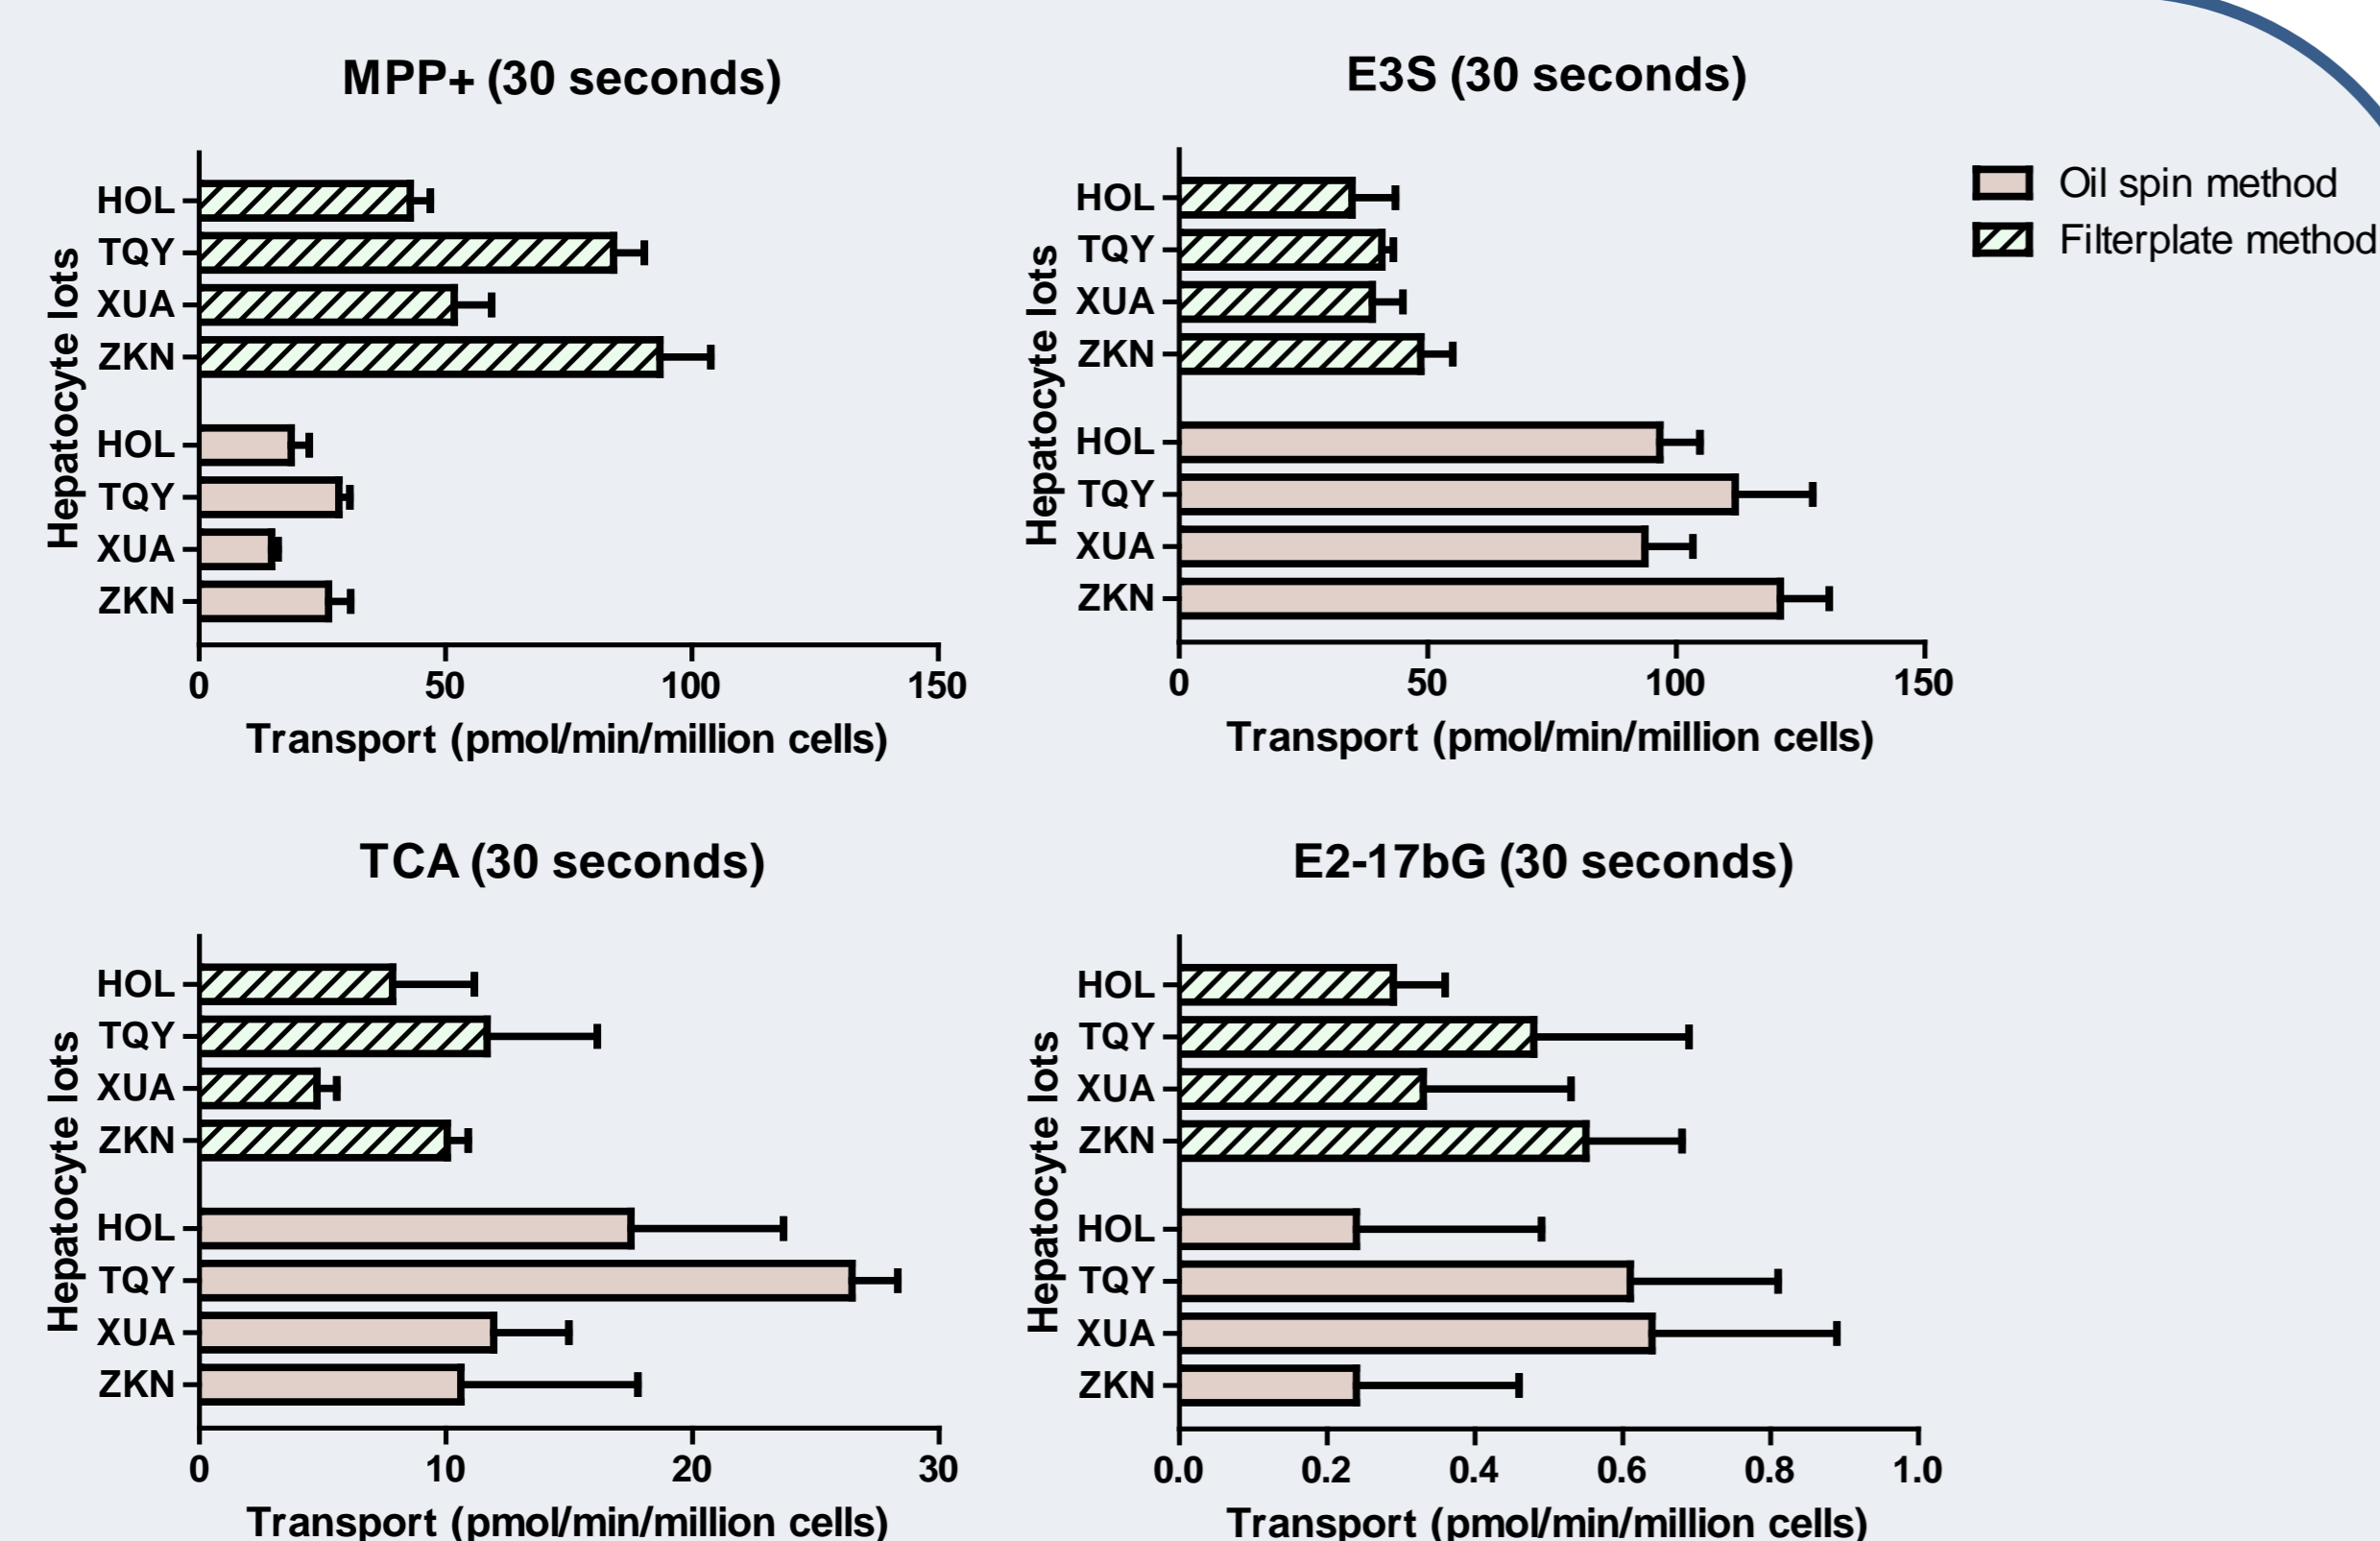 MPP+ (30 seconds)
Hepatocyte lots
HOL
TQY
XUA
ZKN
HOL
TQY
XUA
ZKN
0 50 100 150
Transport (pmol/min/million cells)
E3S (30 seconds)
Hepatocyte lots
HOL
TQY
XUA
ZKN
HOL
TQY
XUA
ZKN
0 50 100 150
Transport (pmol/min/million cells)
Oil spin method
Filterplate method
TCA (30 seconds)
Hepatocyte lots
HOL
TQY
XUA
ZKN
HOL
TQY
XUA
ZKN
0 10 20 30
Transport (pmol/min/million cells)
E2-17bG (30 seconds)
Hepatocyte lots
HOL
TQY
XUA
ZKN
HOL
TQY
XUA
ZKN
0.0 0.2 0.4 0.6 0.8 1.0
Transport (pmol/min/million cells)